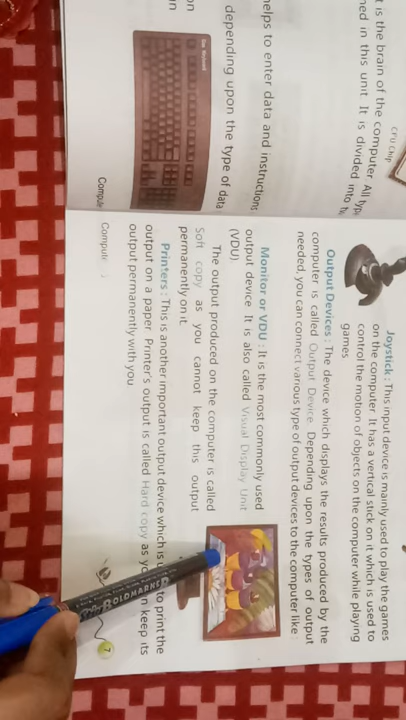 CPU Chip
is the brain of the computer All
in this unit It is divided into
helps to enter data and instructions
depending upon the type of data
on
in
Joystick : This input device is mainly used to play the games
on the computer It has a vertical stick on it which is used to
control the motion of objects on the computer while playing
games
Output Devices : The device which displays the results produced by the
computer is called Output Device Depending upon the types of output
needed, you can connect various type of output devices to the computer like
Monitor or VDU : It is the most commonly used
output device It is also called Visual Display Unit
(VDU)
The output produced on the computer is called
Soft copy as you cannot keep this output
permanently on it
Printers : This is another important output device which is to print the
output on a paper Printer's output is called Hard copy as keep its
output permanently with you
BOLDMARKER
7